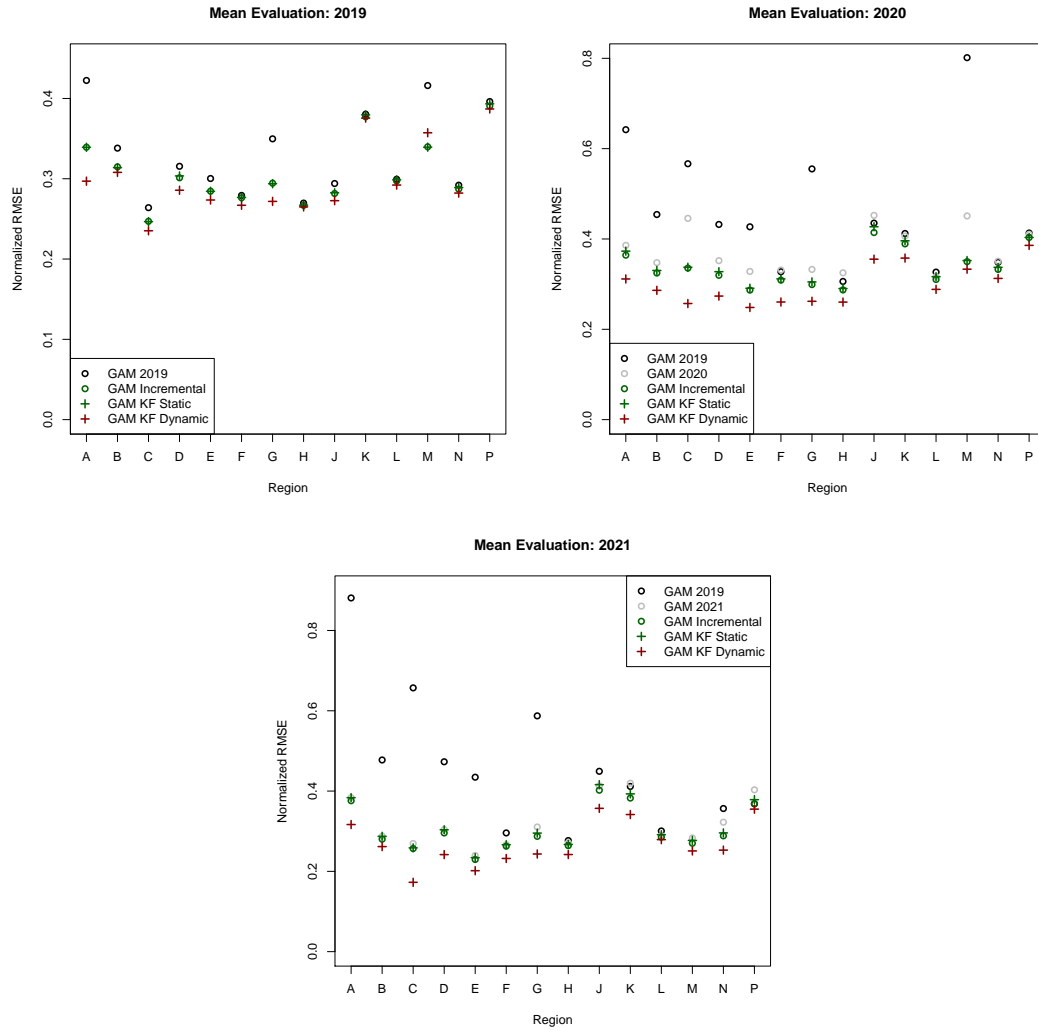 Mean Evaluation: 2019
Normalized RMSE
0.0
0.1
0.2
0.3
0.4
GAM 2019
GAM Incremental
GAM KF Static
GAM KF Dynamic
A B C D E F G H J K L M N P
Region
Mean Evaluation: 2020
Normalized RMSE
0.0
0.2
0.4
0.6
0.8
GAM 2019
GAM 2020
GAM Incremental
GAM KF Static
GAM KF Dynamic
A B C D E F G H J K L M N P
Region
Mean Evaluation: 2021
Normalized RMSE
0.0
0.2
0.4
0.6
0.8
GAM 2019
GAM 2021
GAM Incremental
GAM KF Static
GAM KF Dynamic
A B C D E F G H J K L M N P
Region